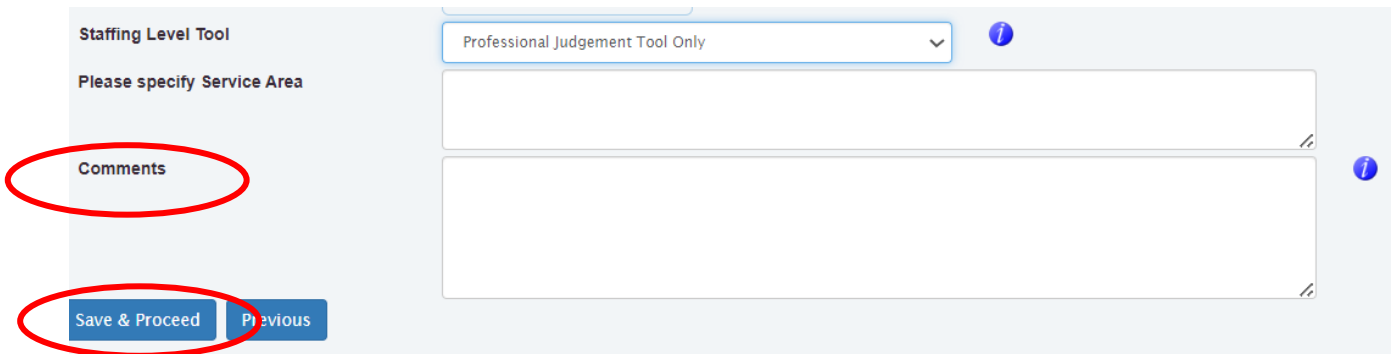 Staffing Level Tool
Professional Judgement Tool Only
Please specify Service Area
Comments
Save & Proceed
Previous